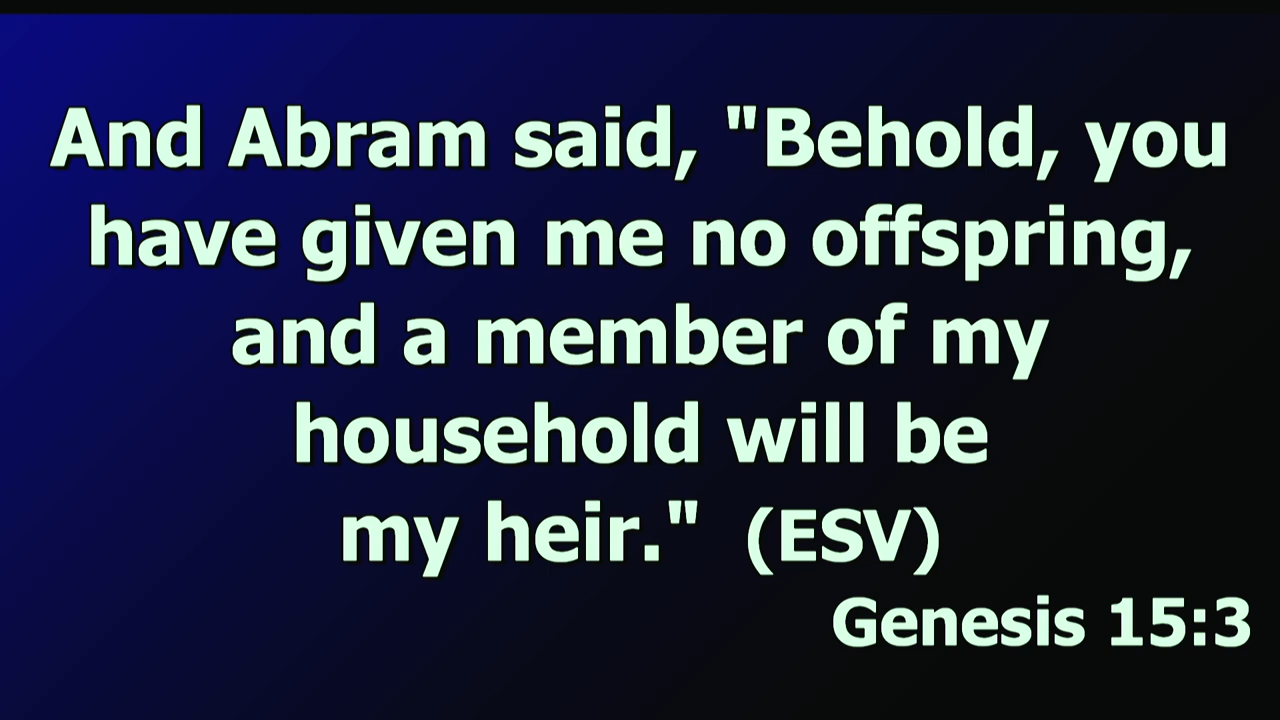 And Abram said, "Behold, you
have given me no offspring,
and a member of my
household will be
my heir." (ESV)
Genesis 15:3